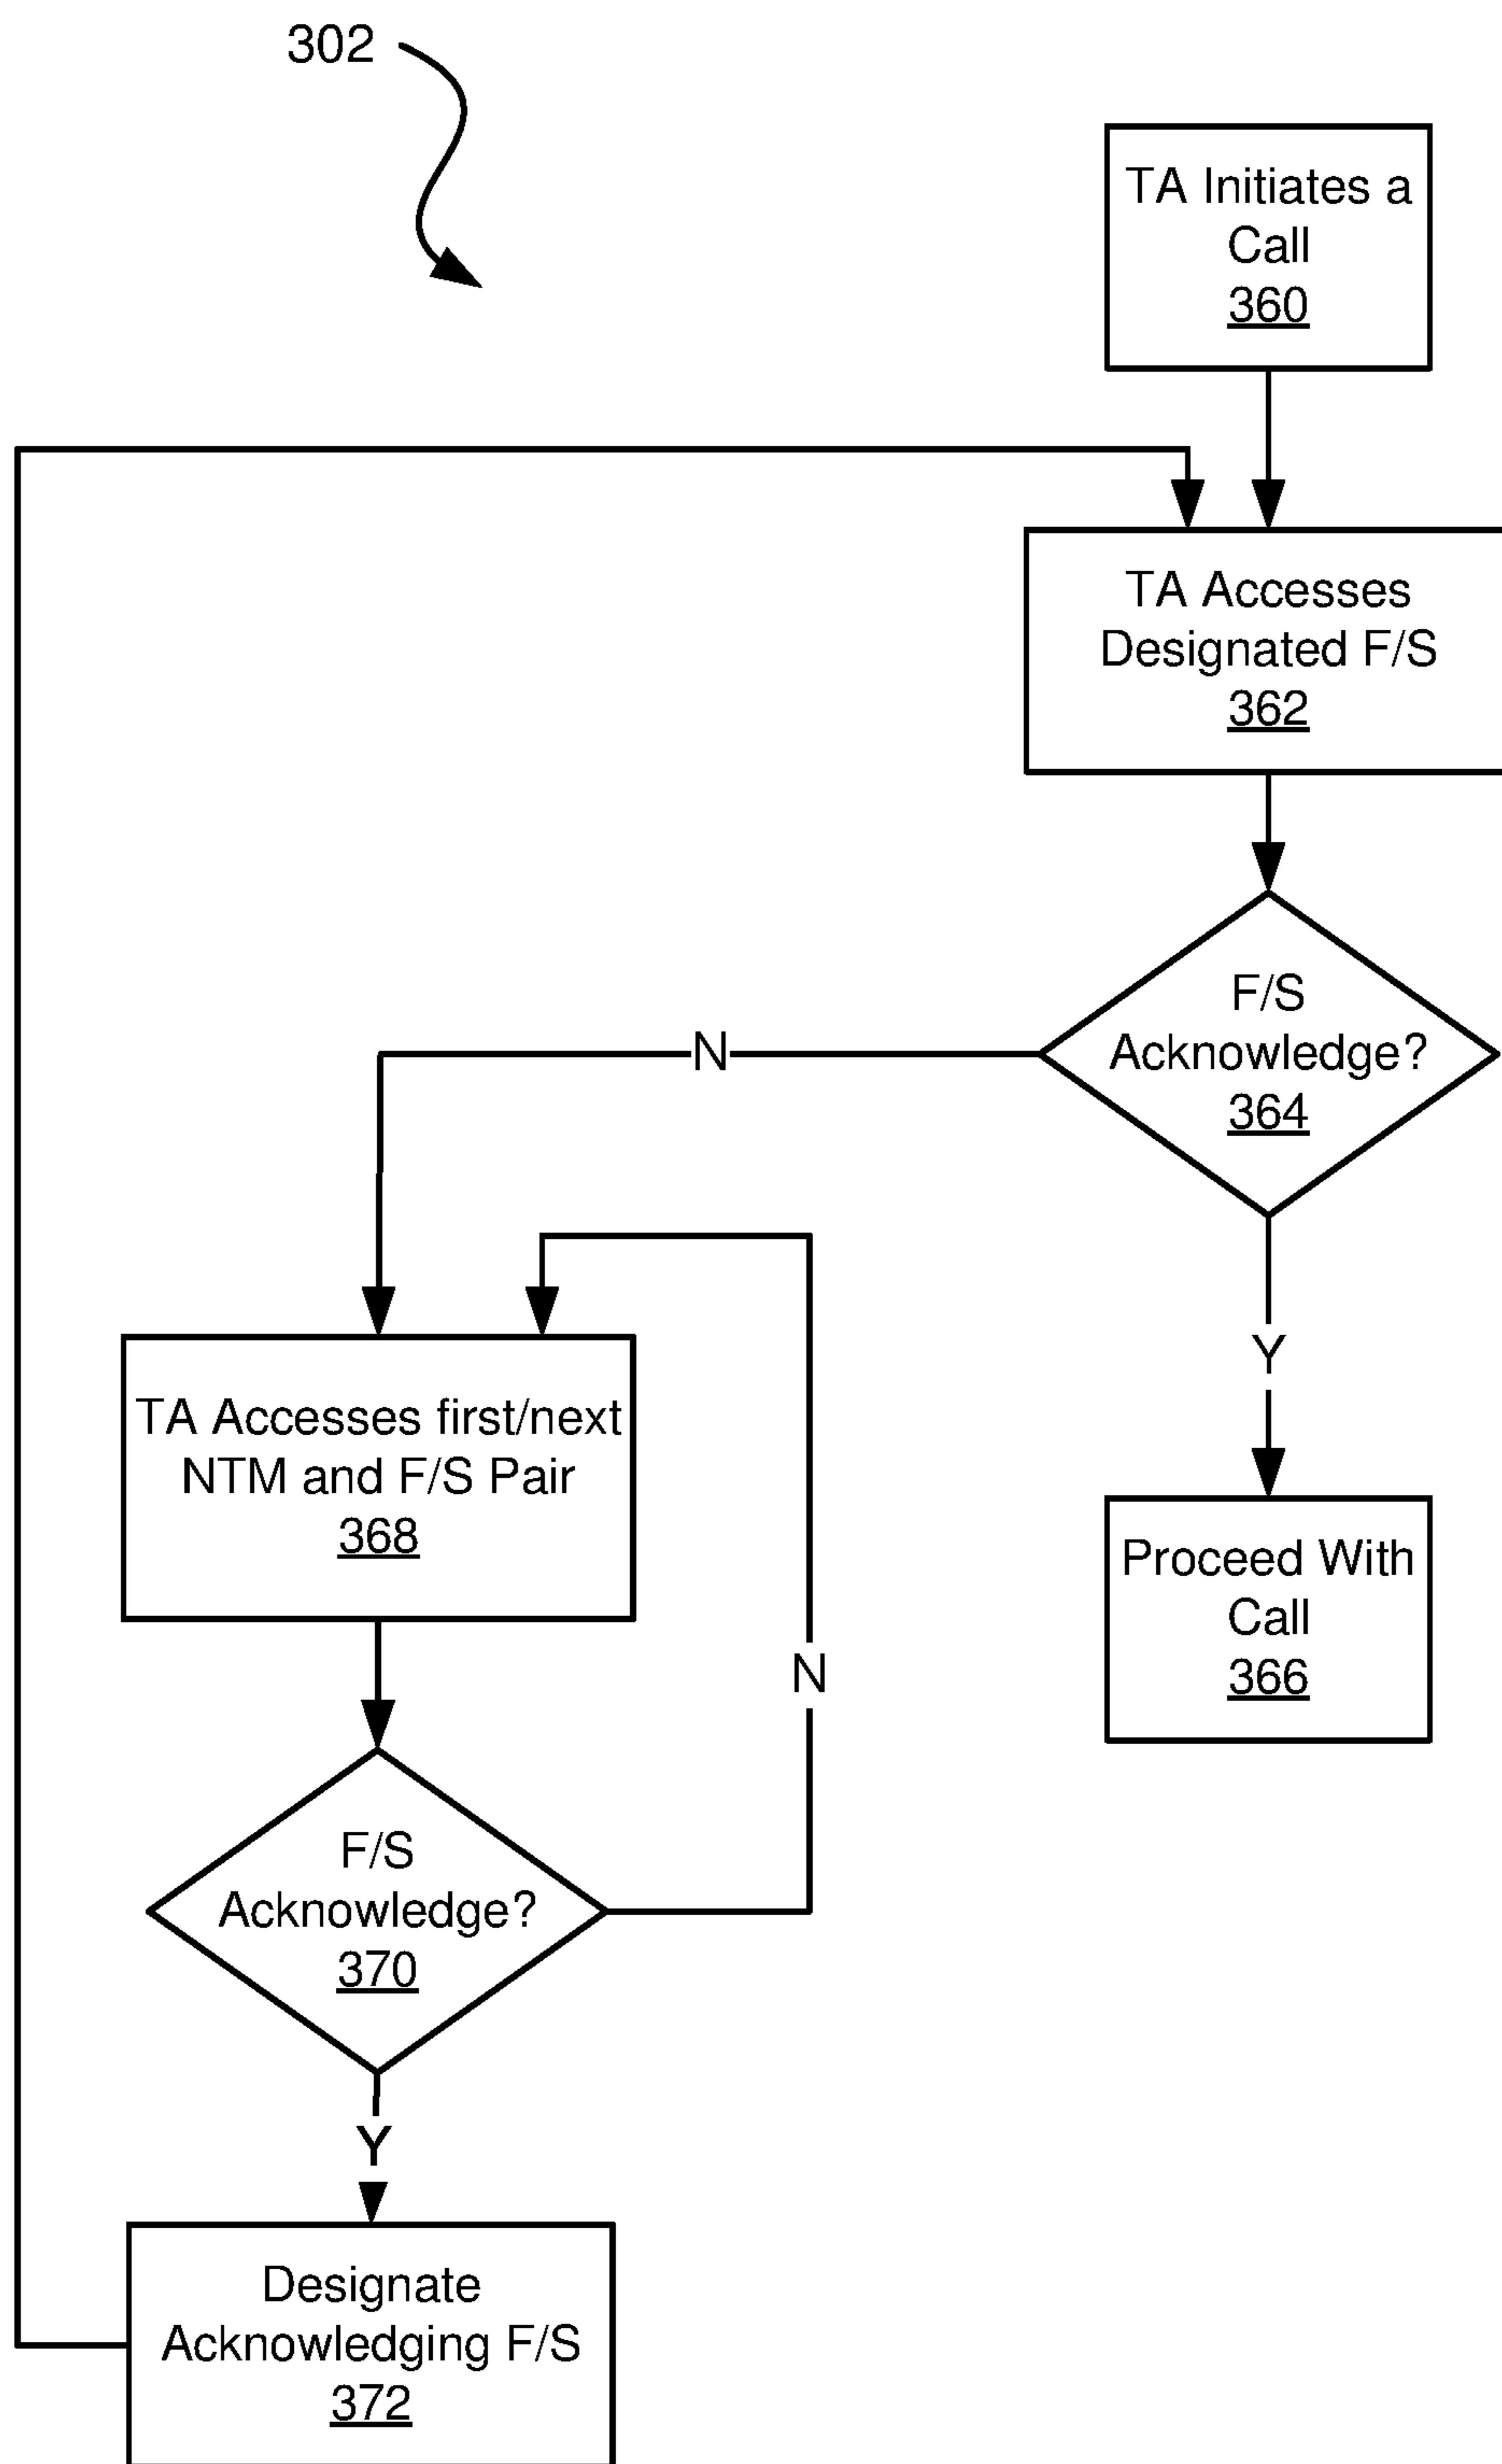 302
TA Initiates a
Call
360
TA Accesses
Designated F/S
362
F/S
Acknowledge?
364
N
Y
Proceed With
Call
366
TA Accesses first/next
NTM and F/S Pair
368
N
F/S
Acknowledge?
370
Y
Designate
Acknowledging F/S
372